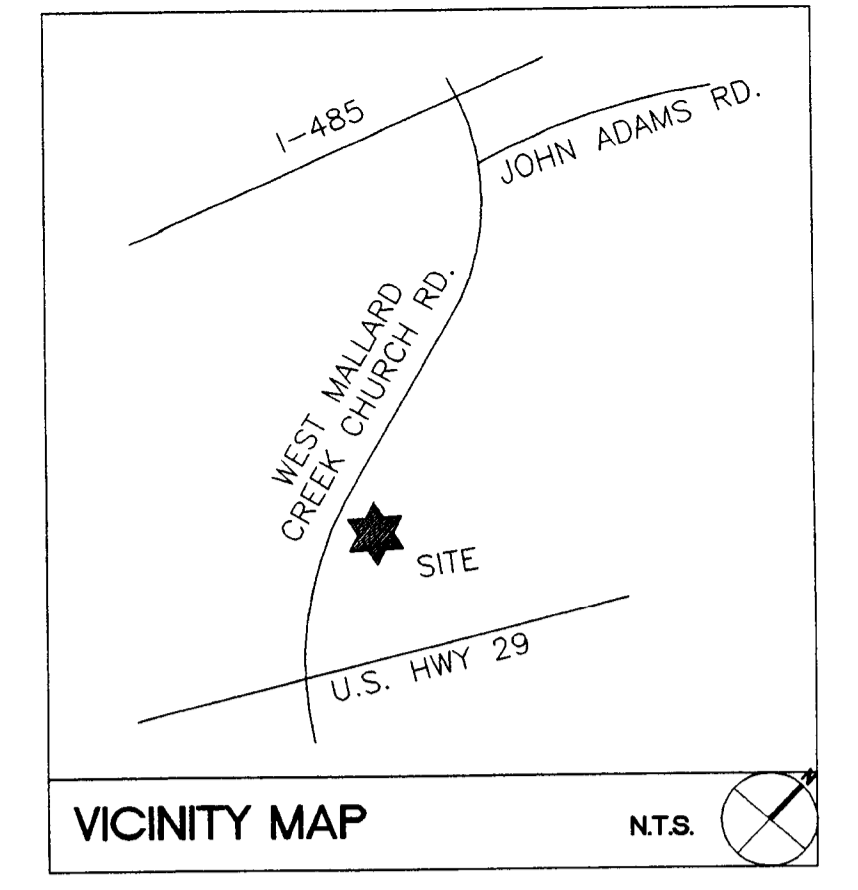 I-485
JOHN ADAMS RD.
WEST MALLARD
CREEK CHURCH RD.
SITE
U.S. HWY 29
VICINITY MAP
N.T.S.
N